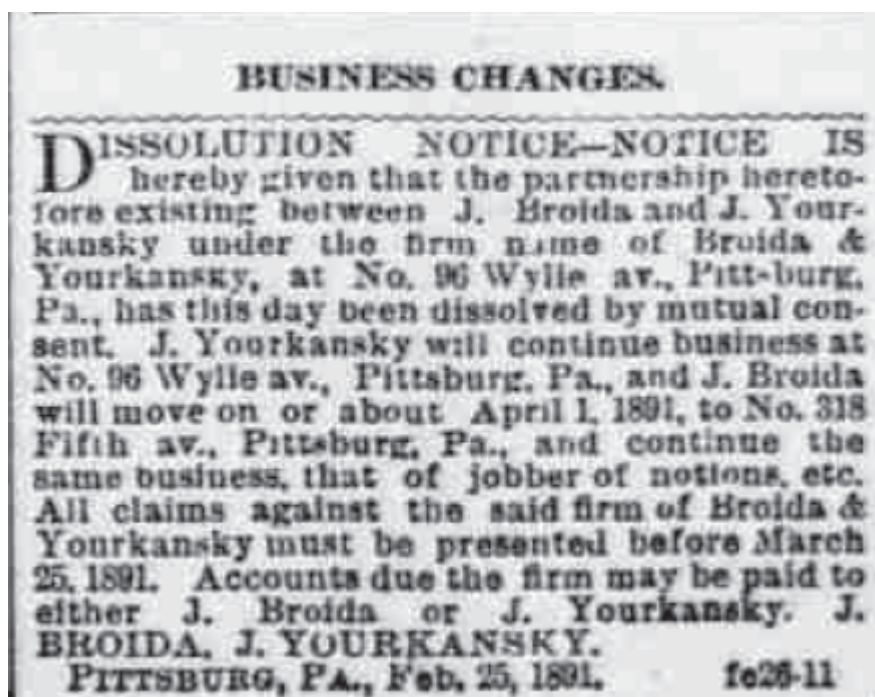 BUSINESS CHANGES.
DISSOLUTION NOTICE—NOTICE IS
hereby given that the partnership hereto-
fore existing between J. Broida and J. Your-
kansky under the firm name of Broida &
Yourkansky, at No. 96 Wylie av., Pittsburg,
Pa., has this day been dissolved by mutual con-
sent. J. Yourkansky will continue business at
No. 96 Wylie av., Pittsburg, Pa., and J. Broida
will move on or about April 1, 1891, to No. 318
Fifth av., Pittsburg, Pa., and continue the
same business, that of jobber of notions, etc.
All claims against the said firm of Broida &
Yourkansky must be presented before March
25, 1891. Accounts due the firm may be paid to
either J. Broida or J. Yourkansky. J.
BROIDA, J. YOURKANSKY.
PITTSBURG, PA., Feb. 25, 1891. fe26-11